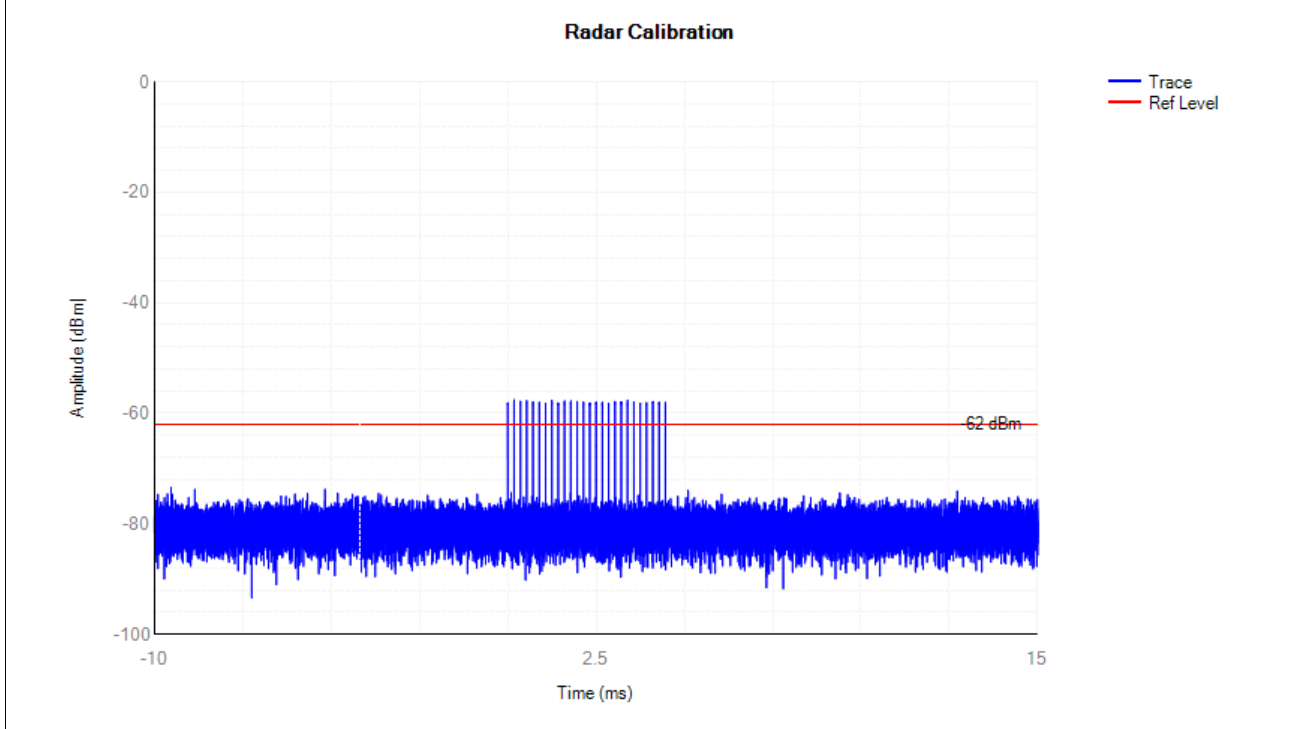 Radar Calibration
Trace
Ref Level
0
-20
-40
-60
-80
-100
Amplitude (dBm)
-62 dBm
-10
2.5
15
Time (ms)